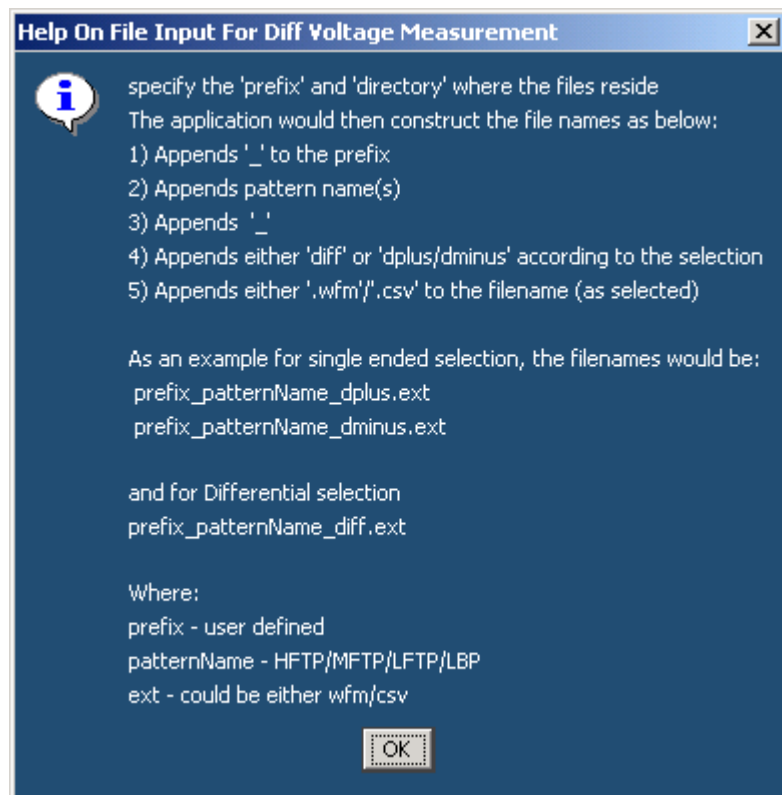 Help On File Input For Diff Voltage Measurement
specify the 'prefix' and 'directory' where the files reside
The application would then construct the file names as below:
1) Appends '_' to the prefix
2) Appends pattern name(s)
3) Appends  '_'
4) Appends either 'diff' or 'dplus/dminus' according to the selection
5) Appends either '.wfm'/'.csv' to the filename (as selected)
As an example for single ended selection, the filenames would be:
prefix_patternName_dplus.ext
prefix_patternName_dminus.ext
and for Differential selection
prefix_patternName_diff.ext
Where:
prefix - user defined
patternName - HFTP/MFTP/LFTP/LBP
ext - could be either wfm/csv
OK